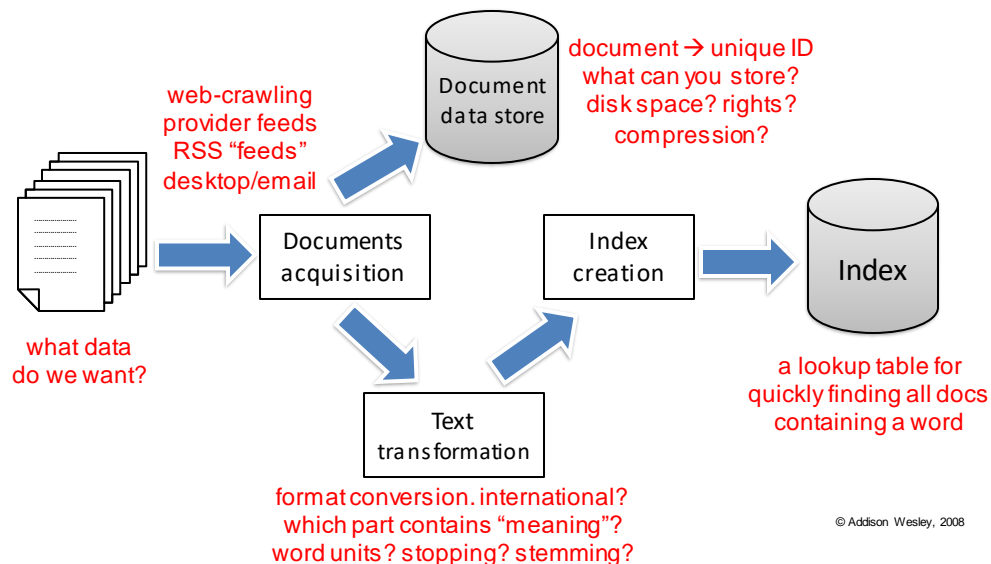 document → unique ID
what can you store?
disk space? rights?
compression?
Document
data store
web-crawling
provider feeds
RSS “feeds”
desktop/email
Documents
acquisition
Index
creation
Index
what data
do we want?
a lookup table for
quickly finding all docs
containing a word
Text
transformation
format conversion. international?
which part contains “meaning”?
word units? stopping? stemming?
© Addison Wesley, 2008